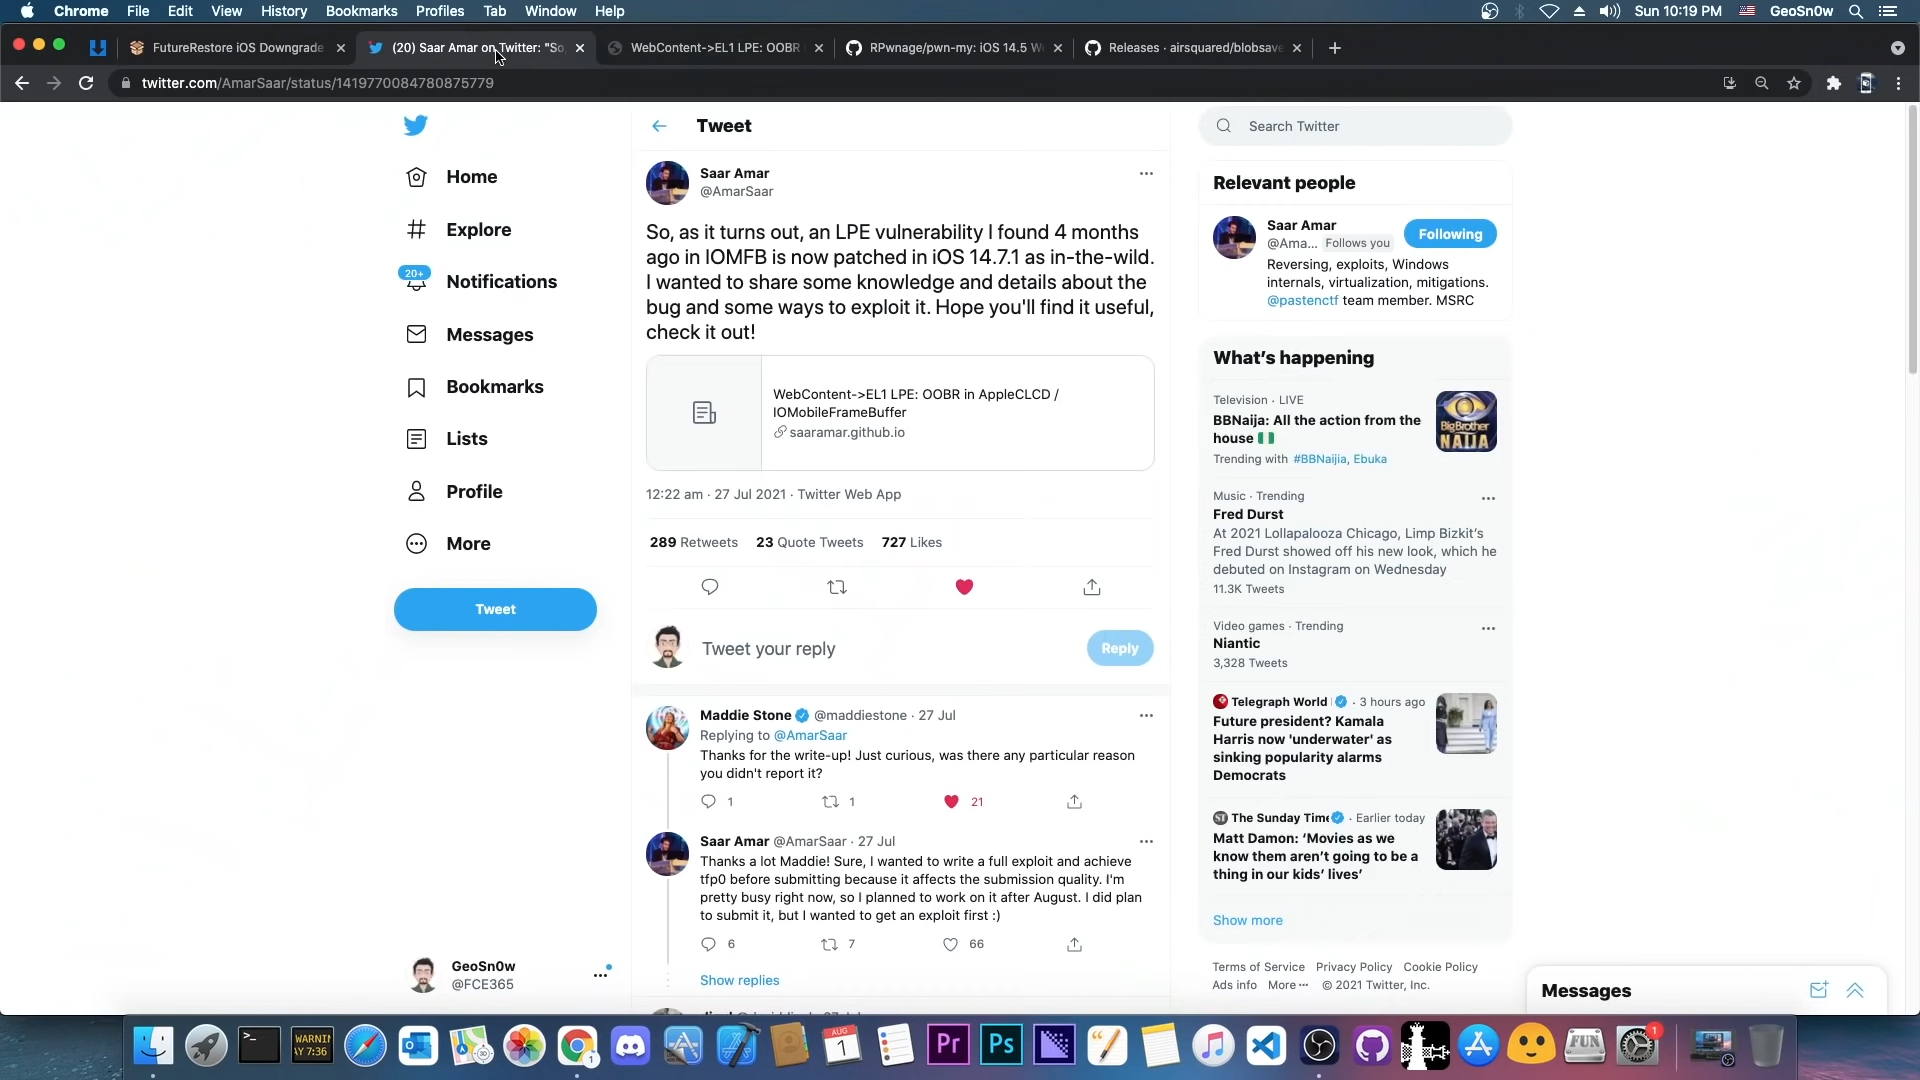 Chrome File Edit View History Bookmarks Profiles Tab Window Help
Sun 10:19 PM GeoSn0w
FutureRestore iOS Downgrade
(20) Saar Amar on Twitter: "So,
WebContent->EL1 LPE: OOBR
RPwnage/pwn-my: iOS 14.5 W
Releases · airsquared/blobsave
twitter.com/AmarSaar/status/1419770084780875779
Home
Explore
20+
Notifications
Messages
Bookmarks
Lists
Profile
More
Tweet
GeoSn0w
@FCE365
Tweet
Saar Amar
@AmarSaar
So, as it turns out, an LPE vulnerability I found 4 months
ago in IOMFB is now patched in iOS 14.7.1 as in-the-wild.
I wanted to share some knowledge and details about the
bug and some ways to exploit it. Hope you'll find it useful,
check it out!
WebContent->EL1 LPE: OOBR in AppleCLCD /
IOMobileFrameBuffer
saaramar.github.io
12:22 am · 27 Jul 2021 · Twitter Web App
289 Retweets 23 Quote Tweets 727 Likes
Tweet your reply
Reply
Maddie Stone @maddiestone · 27 Jul
Replying to @AmarSaar
Thanks for the write-up! Just curious, was there any particular reason
you didn't report it?
1 1 21
Saar Amar @AmarSaar · 27 Jul
Thanks a lot Maddie! Sure, I wanted to write a full exploit and achieve
tfp0 before submitting because it affects the submission quality. I'm
pretty busy right now, so I planned to work on it after August. I did plan
to submit it, but I wanted to get an exploit first :)
6 7 66
Show replies
Search Twitter
Relevant people
Saar Amar
@Ama... Follows you
Following
Reversing, exploits, Windows
internals, virtualization, mitigations.
@pastenctf team member. MSRC
What's happening
Television · LIVE
BBNaija: All the action from the
house
Trending with #BBNaijia, Ebuka
BigBrother
NAIJA
Music · Trending
Fred Durst
At 2021 Lollapalooza Chicago, Limp Bizkit's
Fred Durst showed off his new look, which he
debuted on Instagram on Wednesday
11.3K Tweets
Video games · Trending
Niantic
3,328 Tweets
Telegraph World · 3 hours ago
Future president? Kamala
Harris now 'underwater' as
sinking popularity alarms
Democrats
The Sunday Time · Earlier today
Matt Damon: 'Movies as we
know them aren't going to be a
thing in our kids' lives'
Show more
Terms of Service Privacy Policy Cookie Policy
Ads info More ··· © 2021 Twitter, Inc.
Messages
WARNIN
AY 7:36
AUG
1
Pr
Ps
FUN
1